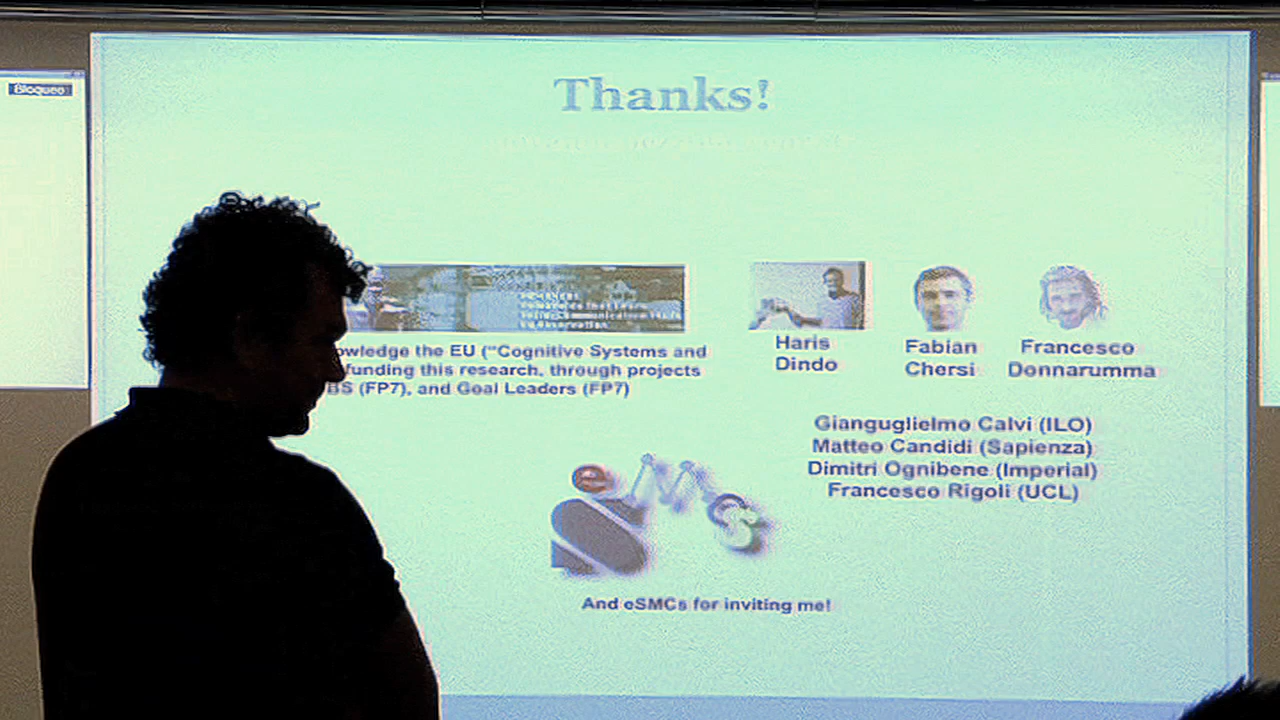 Bloqueo
Thanks!
owledge the EU ("Cognitive Systems and
funding this research, through projects
BS (FP7), and Goal Leaders (FP7)
Haris
Dindo
Fabian
Chersi
Francesco
Donnarumma
Gianguglielmo Calvi (ILO)
Matteo Candidi (Sapienza)
Dimitri Ognibene (Imperial)
Francesco Rigoli (UCL)
eSMCs
And eSMCs for inviting me!